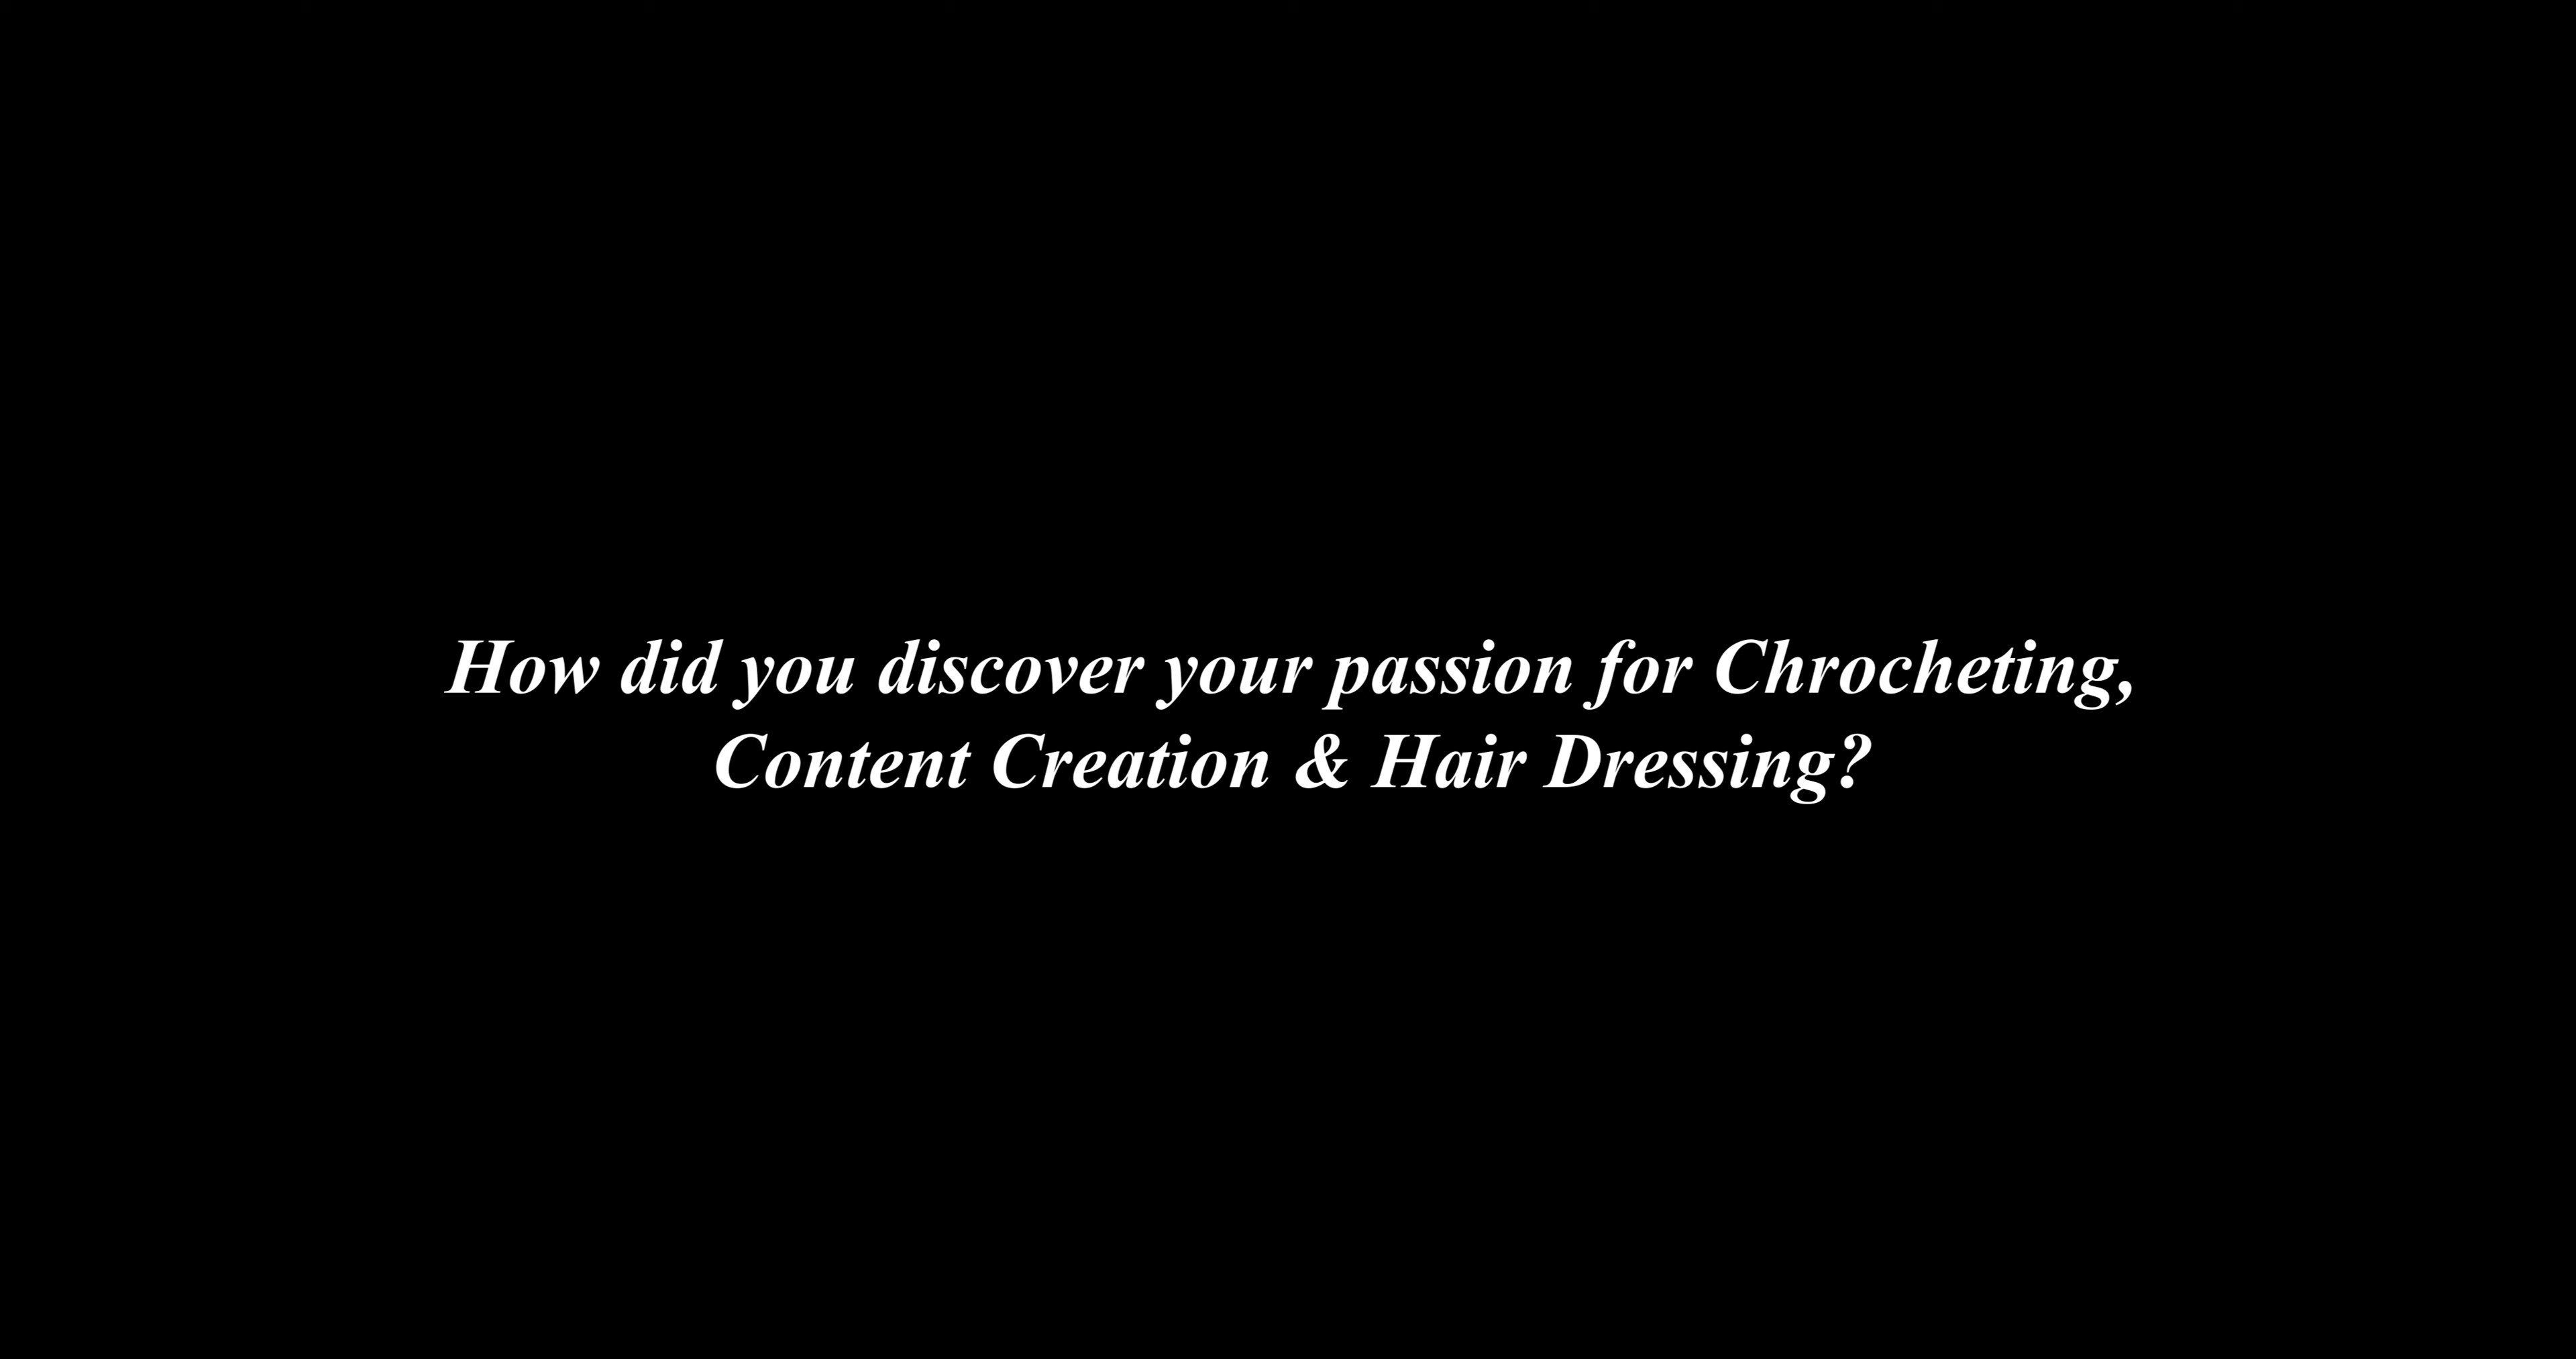 How did you discover your passion for Chrocheting,
Content Creation & Hair Dressing?